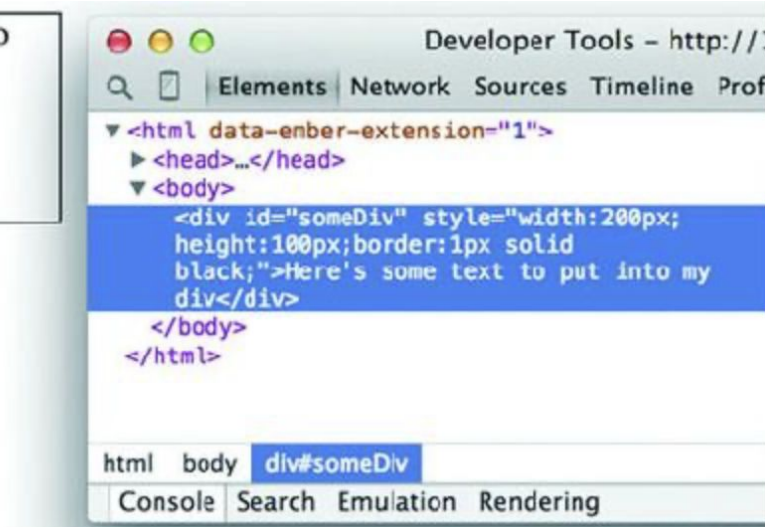 Developer Tools – http://
Elements Network Sources Timeline Prof
▼<html data-ember-extension="1">
▶<head>…</head>
▼<body>
<div id="someDiv" style="width:200px;
height:100px;border:1px solid
black;">Here's some text to put into my
div</div>
</body>
</html>
html body div#someDiv
Console Search Emulation Rendering